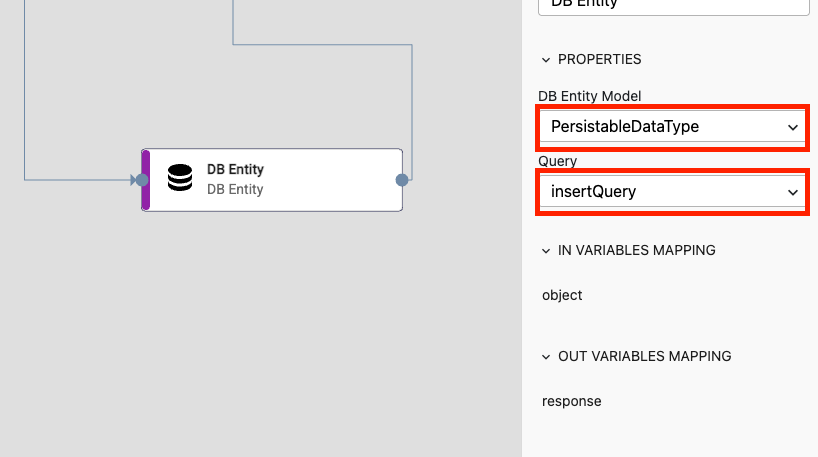 DB Entity
PROPERTIES
DB Entity Model
PersistableDataType
Query
insertQuery
IN VARIABLES MAPPING
object
OUT VARIABLES MAPPING
response
DB Entity
DB Entity